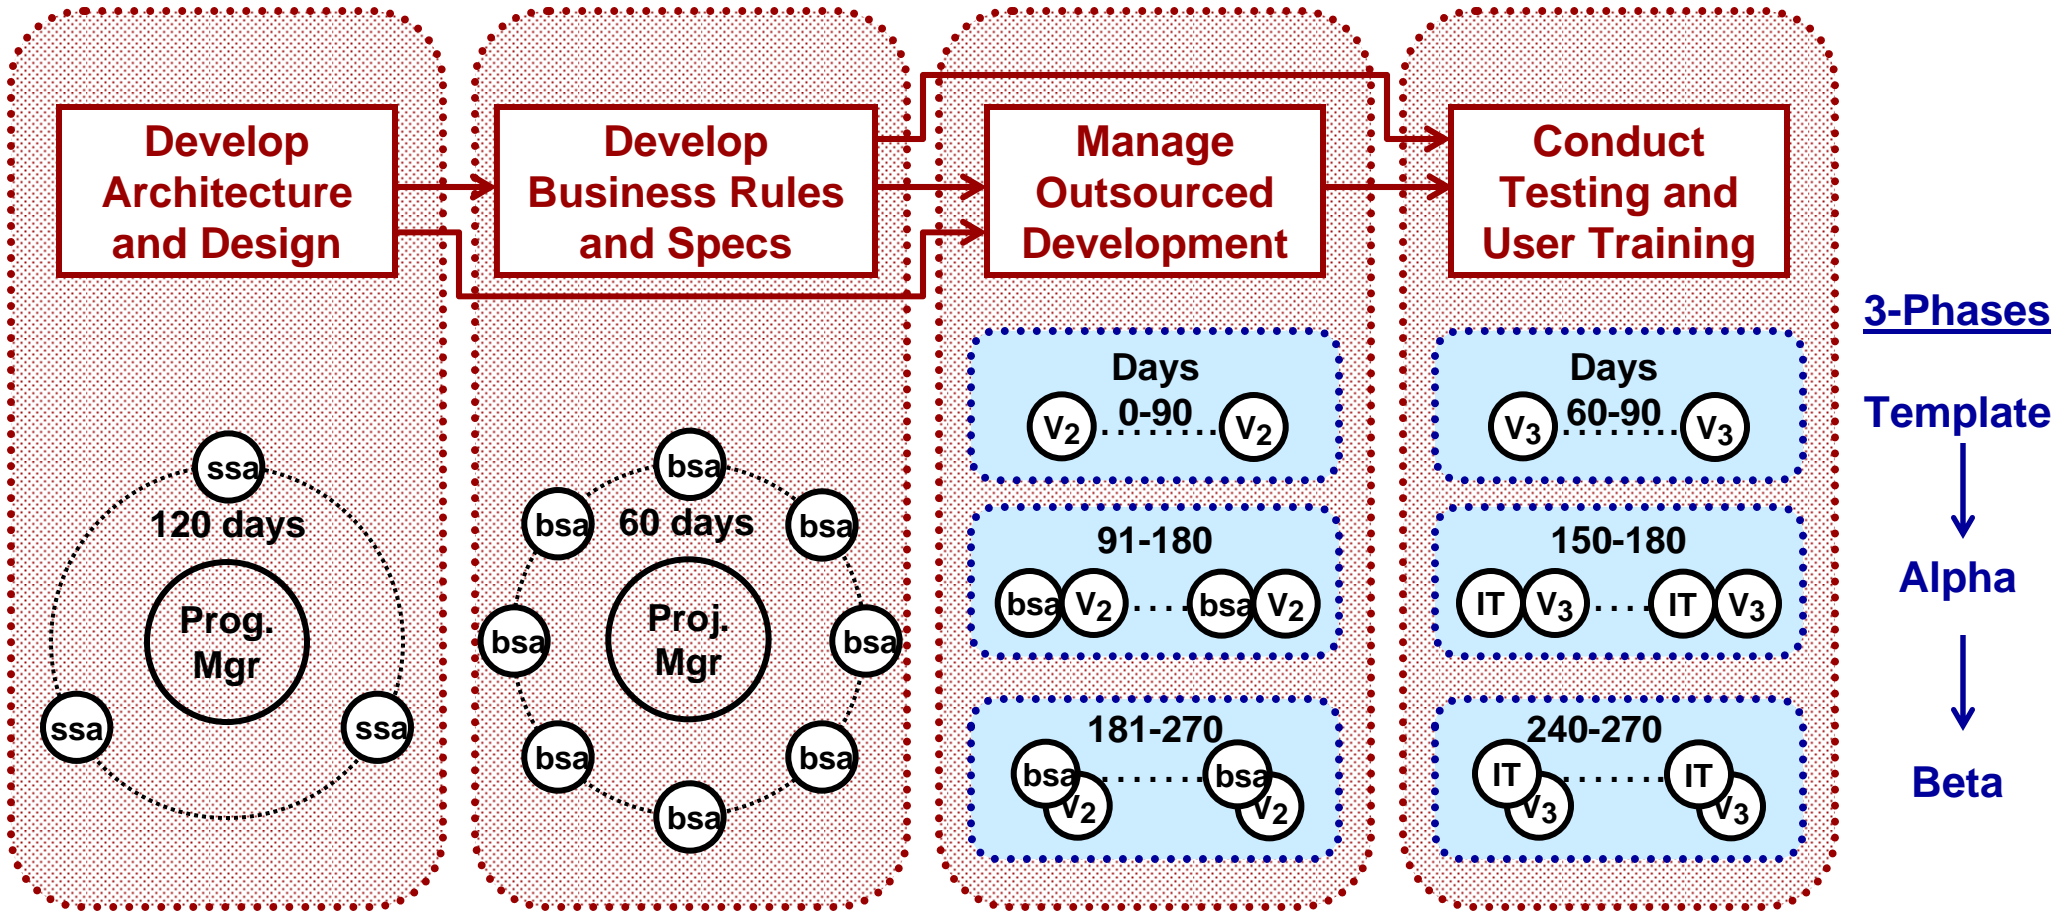 Develop
Architecture
and Design
Develop
Business Rules
and Specs
Manage
Outsourced
Development
Conduct
Testing and
User Training
ssa
120 days
Prog.
Mgr
ssa
ssa
bsa
bsa
60 days
bsa
bsa
Proj.
Mgr
bsa
bsa
bsa
bsa
Days
0-90
V2 ........ V2
91-180
bsa V2 .... bsa V2
181-270
bsa ........ bsa
V2 V2
Days
60-90
V3 ........ V3
150-180
IT V3 .... IT V3
240-270
IT ........ IT
V3 V3
3-Phases
Template
Alpha
Beta